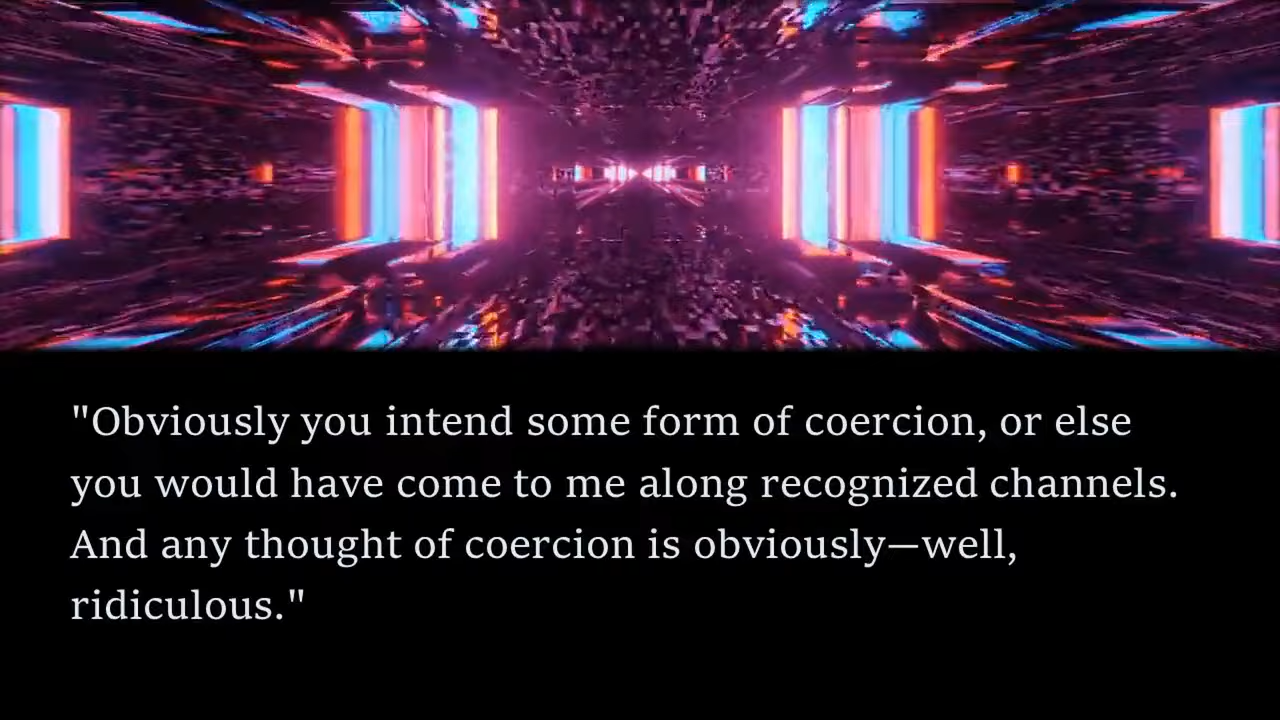 "Obviously you intend some form of coercion, or else
you would have come to me along recognized channels.
And any thought of coercion is obviously—well,
ridiculous."